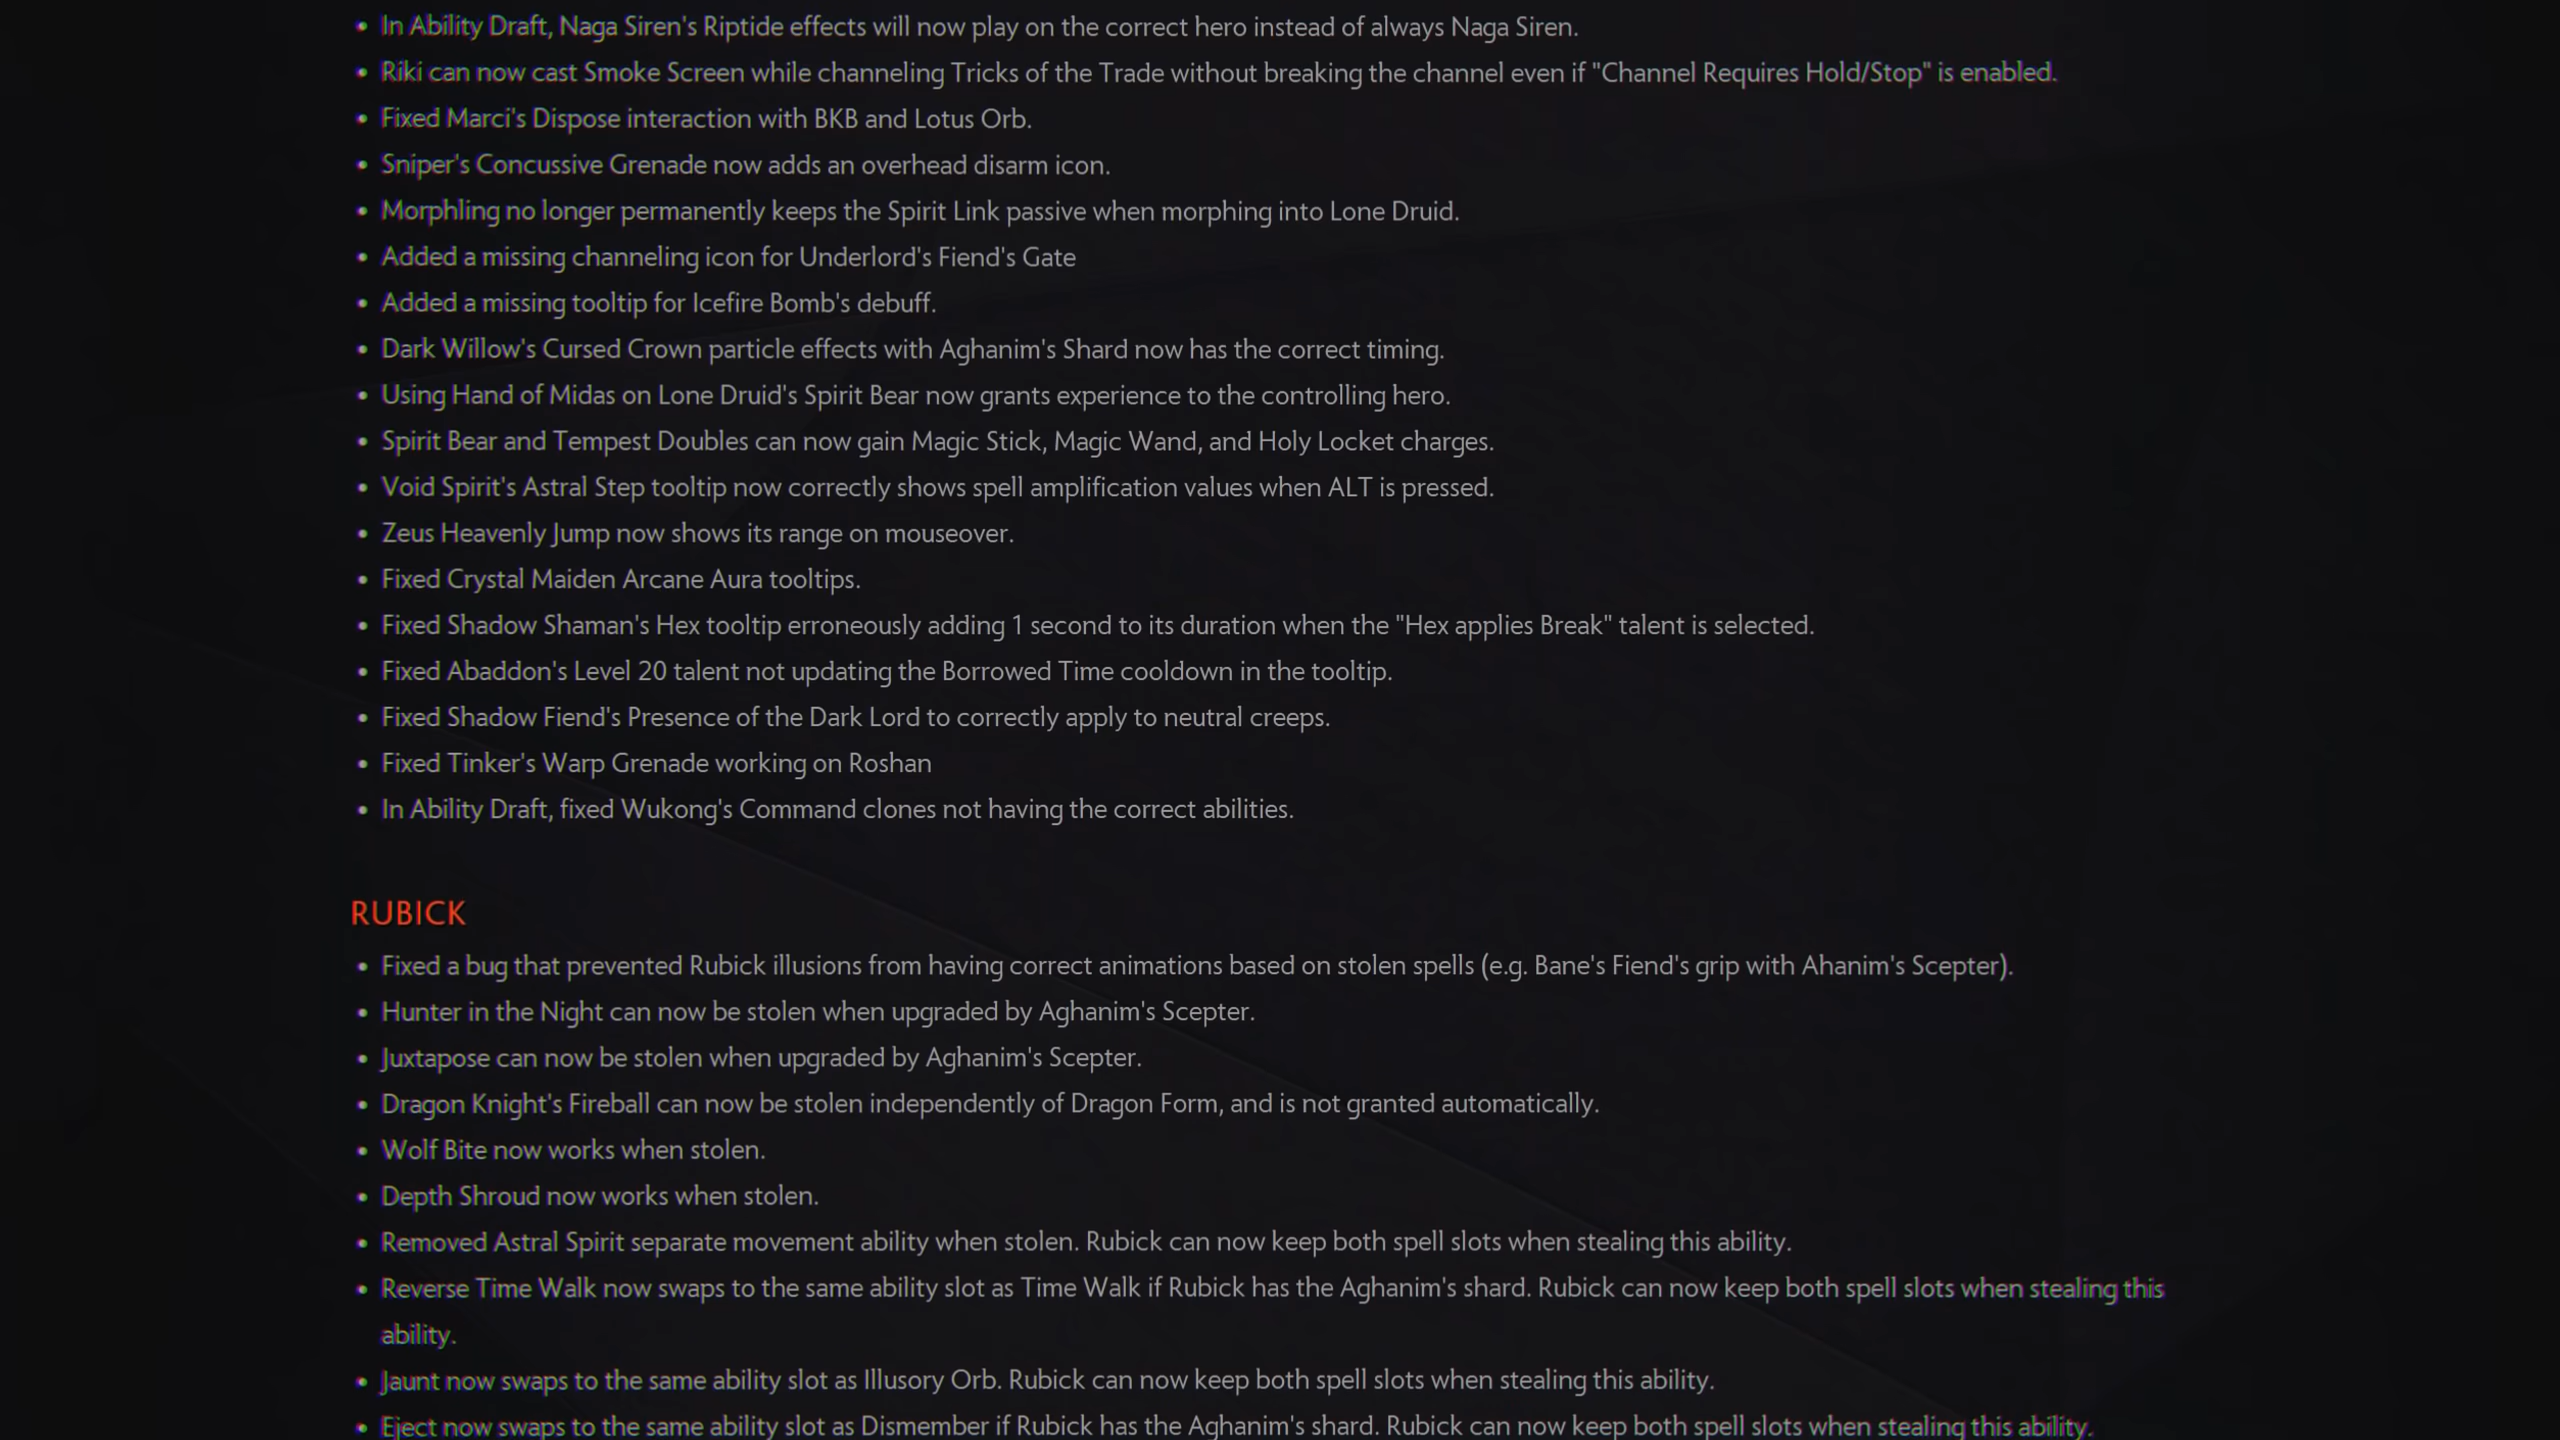 • In Ability Draft, Naga Siren's Riptide effects will now play on the correct hero instead of always Naga Siren.
• Riki can now cast Smoke Screen while channeling Tricks of the Trade without breaking the channel even if "Channel Requires Hold/Stop" is enabled.
• Fixed Marci's Dispose interaction with BKB and Lotus Orb.
• Sniper's Concussive Grenade now adds an overhead disarm icon.
• Morphling no longer permanently keeps the Spirit Link passive when morphing into Lone Druid.
• Added a missing channeling icon for Underlord's Fiend's Gate
• Added a missing tooltip for Icefire Bomb's debuff.
• Dark Willow's Cursed Crown particle effects with Aghanim's Shard now has the correct timing.
• Using Hand of Midas on Lone Druid's Spirit Bear now grants experience to the controlling hero.
• Spirit Bear and Tempest Doubles can now gain Magic Stick, Magic Wand, and Holy Locket charges.
• Void Spirit's Astral Step tooltip now correctly shows spell amplification values when ALT is pressed.
• Zeus Heavenly Jump now shows its range on mouseover.
• Fixed Crystal Maiden Arcane Aura tooltips.
• Fixed Shadow Shaman's Hex tooltip erroneously adding 1 second to its duration when the "Hex applies Break" talent is selected.
• Fixed Abaddon's Level 20 talent not updating the Borrowed Time cooldown in the tooltip.
• Fixed Shadow Fiend's Presence of the Dark Lord to correctly apply to neutral creeps.
• Fixed Tinker's Warp Grenade working on Roshan
• In Ability Draft, fixed Wukong's Command clones not having the correct abilities.
RUBICK
• Fixed a bug that prevented Rubick illusions from having correct animations based on stolen spells (e.g. Bane's Fiend's grip with Ahanim's Scepter).
• Hunter in the Night can now be stolen when upgraded by Aghanim's Scepter.
• Juxtapose can now be stolen when upgraded by Aghanim's Scepter.
• Dragon Knight's Fireball can now be stolen independently of Dragon Form, and is not granted automatically.
• Wolf Bite now works when stolen.
• Depth Shroud now works when stolen.
• Removed Astral Spirit separate movement ability when stolen. Rubick can now keep both spell slots when stealing this ability.
• Reverse Time Walk now swaps to the same ability slot as Time Walk if Rubick has the Aghanim's shard. Rubick can now keep both spell slots when stealing this
ability.
• Jaunt now swaps to the same ability slot as Illusory Orb. Rubick can now keep both spell slots when stealing this ability.
• Eject now swaps to the same ability slot as Dismember if Rubick has the Aghanim's shard. Rubick can now keep both spell slots when stealing this ability.